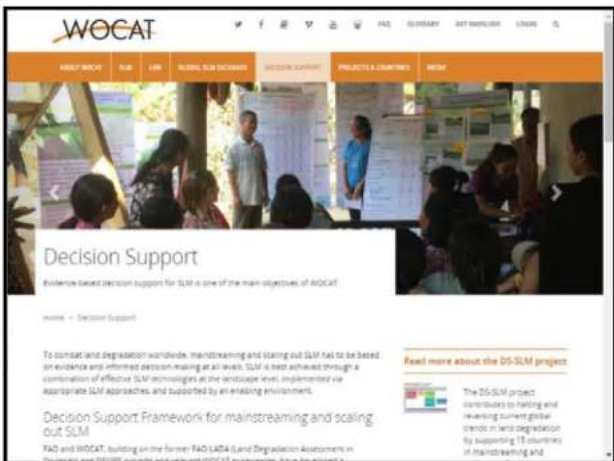 WOCAT
FAQ GLOSSARY GET INVOLVED LOGIN
ABOUT WOCAT SLM LDN GLOBAL SLM DATABASE DECISION SUPPORT PROJECTS & COUNTRIES MEDIA
Decision Support
Evidence-based decision support for SLM is one of the main objectives of WOCAT.
Home > Decision Support
To combat land degradation worldwide, mainstreaming and scaling out SLM has to be based
on evidence and informed decision-making at all levels. SLM is best achieved through a
combination of effective SLM technologies at the landscape level, implemented via
appropriate SLM approaches, and supported by an enabling environment.
Decision Support Framework for mainstreaming and scaling
out SLM
FAO and WOCAT, building on the former FAO-LADA (Land Degradation Assessment in
Read more about the DS-SLM project
The DS-SLM project
contributes to halting and
reversing current global
trends in land degradation
by supporting 15 countries
in mainstreaming and